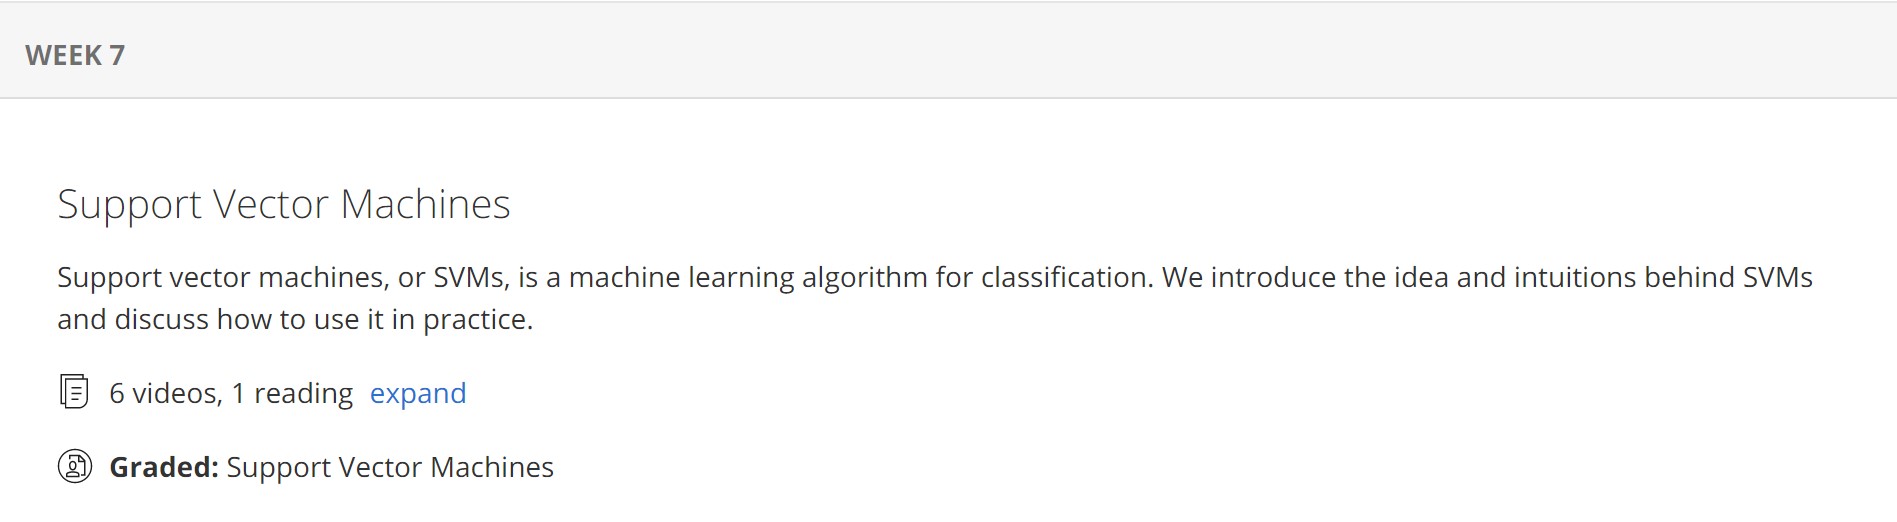 WEEK 7
Support Vector Machines
Support vector machines, or SVMs, is a machine learning algorithm for classification. We introduce the idea and intuitions behind SVMs
and discuss how to use it in practice.
6 videos, 1 reading expand
Graded: Support Vector Machines